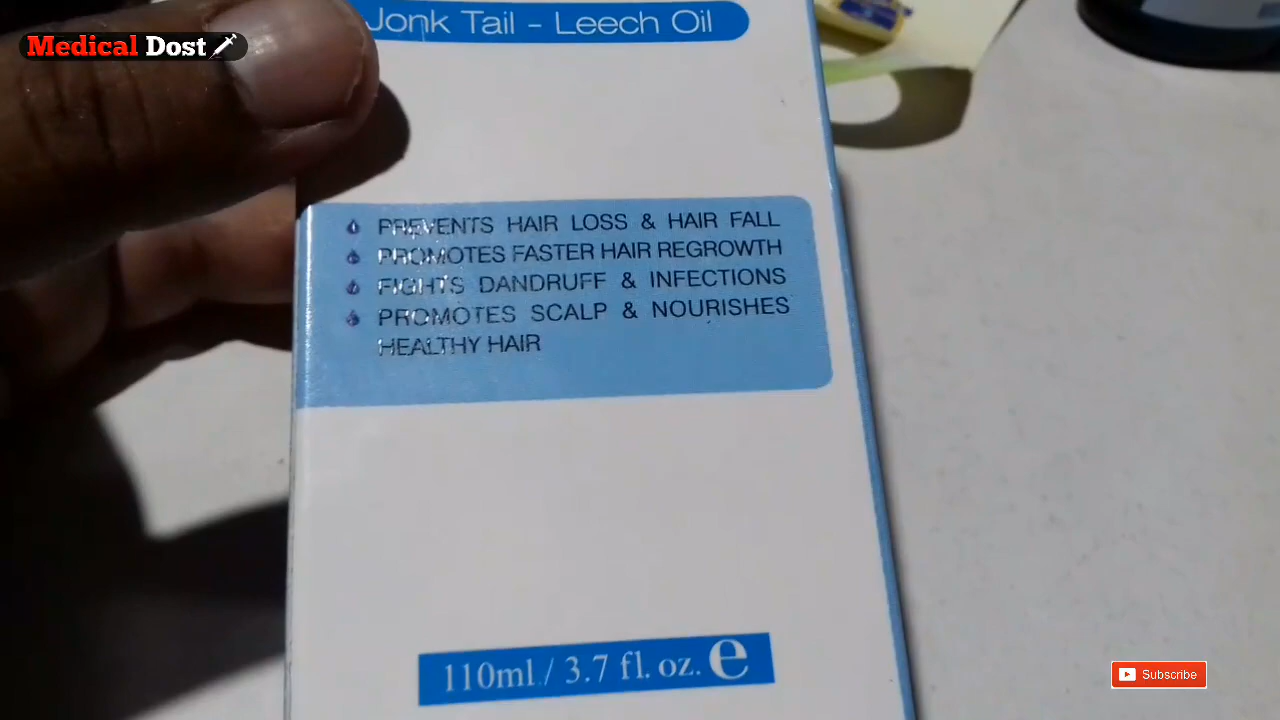 Medical Dost
Jonk Tail - Leech Oil
PREVENTS HAIR LOSS & HAIR FALL
PROMOTES FASTER HAIR REGROWTH
FIGHTS DANDRUFF & INFECTIONS
PROMOTES SCALP & NOURISHES
HEALTHY HAIR
110ml / 3.7 fl. oz. e
Subscribe